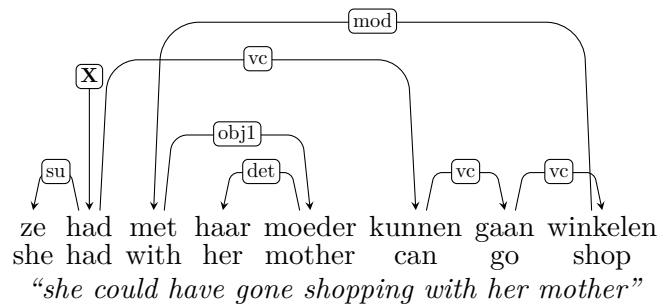 mod
vc
X
obj1
su det vc vc
ze had met haar moeder kunnen gaan winkelen
she had with her mother can go shop
“she could have gone shopping with her mother”